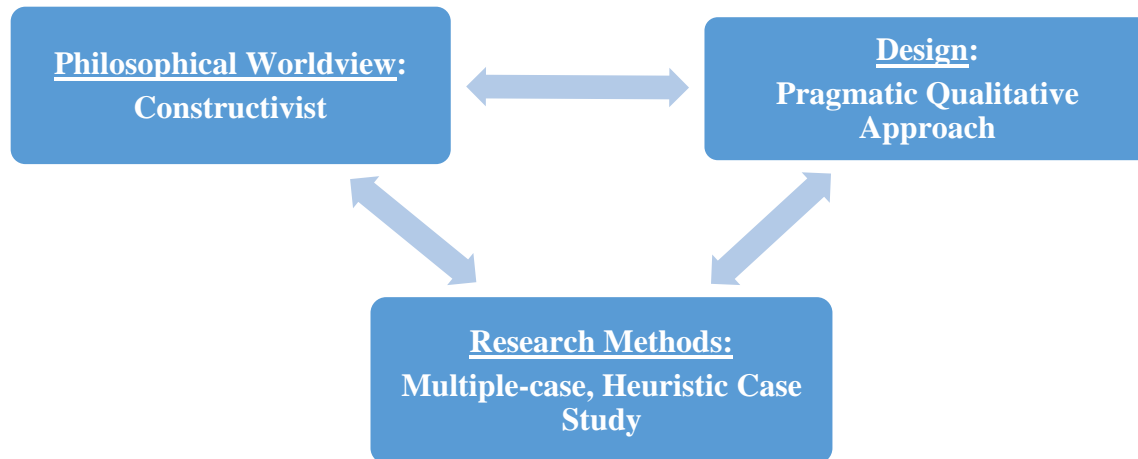 Philosophical Worldview:
Constructivist
Design:
Pragmatic Qualitative
Approach
Research Methods:
Multiple-case, Heuristic Case
Study